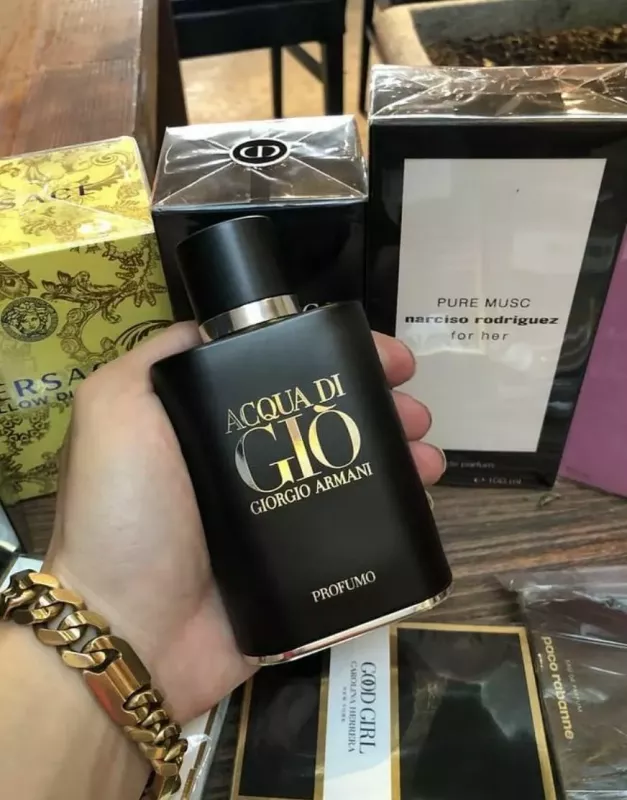 PURE MUSC
narciso rodriguez
for her
ACQUA DI
GIÒ
GIORGIO ARMANI
PROFUMO
GOOD GIRL
CAROLINA HERRERA
NEW YORK
paco rabanne